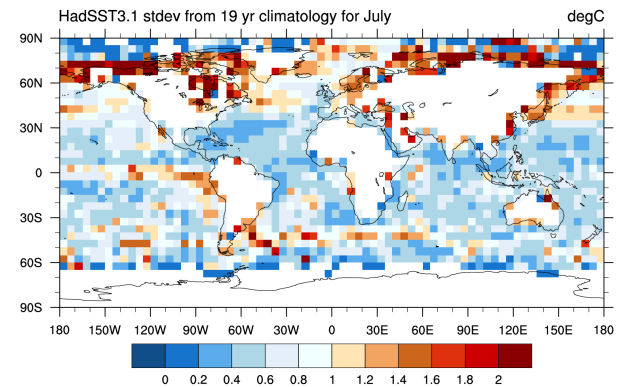 HadSST3.1 stdev from 19 yr climatology for July degC
90N
60N
30N
0
30S
60S
90S
180 150W 120W 90W 60W 30W 0 30E 60E 90E 120E 150E 180
0 0.2 0.4 0.6 0.8 1 1.2 1.4 1.6 1.8 2